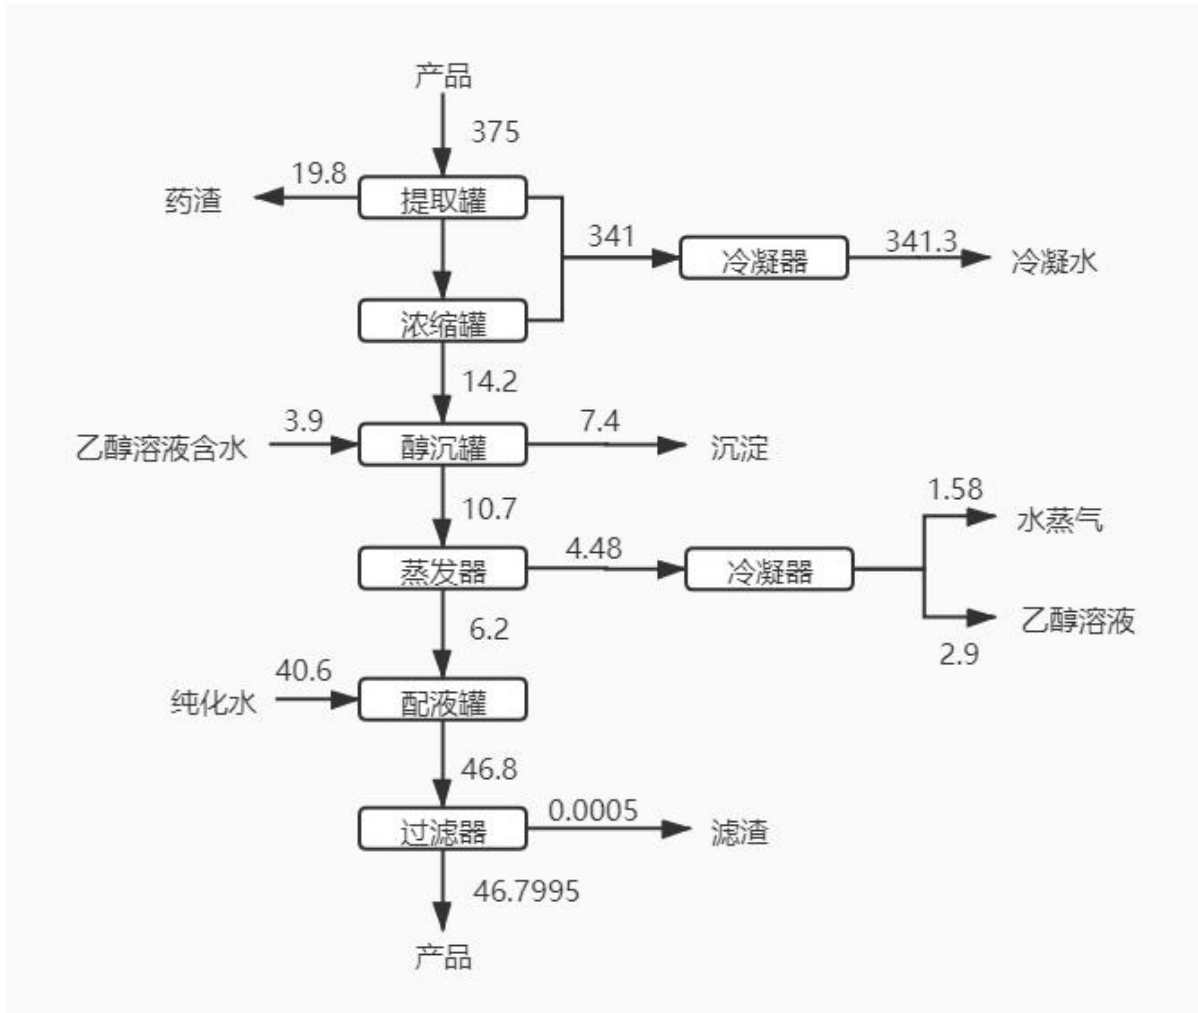 产品
375
19.8
药渣
提取罐
341
冷凝器
341.3
冷凝水
浓缩罐
14.2
乙醇溶液含水
3.9
醇沉罐
7.4
沉淀
10.7
蒸发器
4.48
冷凝器
1.58
水蒸气
乙醇溶液
2.9
6.2
纯化水
40.6
配液罐
46.8
过滤器
0.0005
滤渣
46.7995
产品